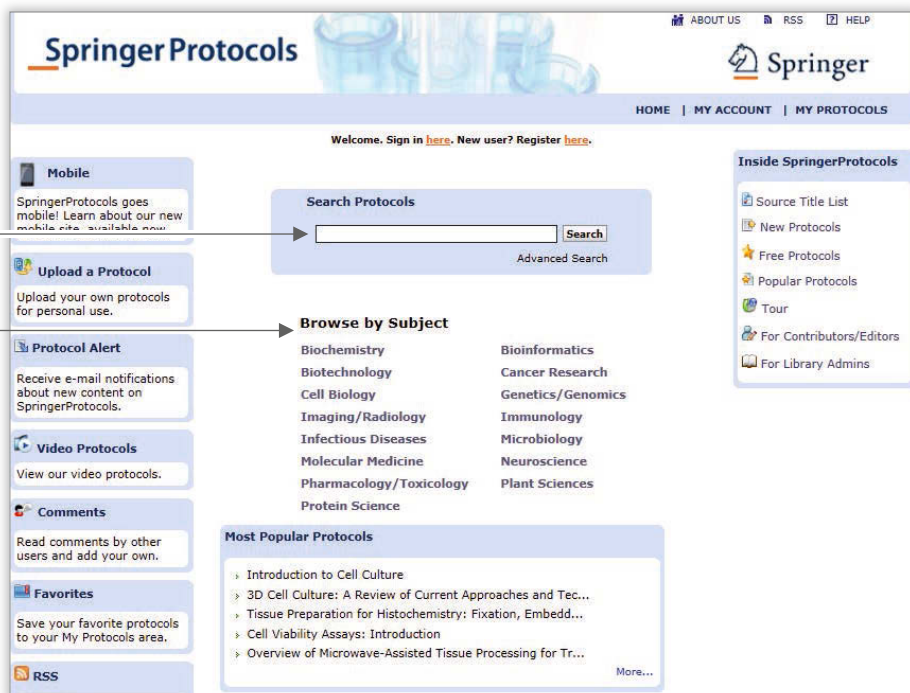 ABOUT US RSS HELP
SpringerProtocols
Springer
HOME | MY ACCOUNT | MY PROTOCOLS
Welcome. Sign in here. New user? Register here.
Mobile
SpringerProtocols goes
mobile! Learn about our new
mobile site, available now
Upload a Protocol
Upload your own protocols
for personal use.
Protocol Alert
Receive e-mail notifications
about new content on
SpringerProtocols.
Video Protocols
View our video protocols.
Comments
Read comments by other
users and add your own.
Favorites
Save your favorite protocols
to your My Protocols area.
RSS
Search Protocols
Search
Advanced Search
Browse by Subject
Biochemistry Bioinformatics
Biotechnology Cancer Research
Cell Biology Genetics/Genomics
Imaging/Radiology Immunology
Infectious Diseases Microbiology
Molecular Medicine Neuroscience
Pharmacology/Toxicology Plant Sciences
Protein Science
Most Popular Protocols
› Introduction to Cell Culture
› 3D Cell Culture: A Review of Current Approaches and Tec...
› Tissue Preparation for Histochemistry: Fixation, Embedd...
› Cell Viability Assays: Introduction
› Overview of Microwave-Assisted Tissue Processing for Tr...
More...
Inside SpringerProtocols
Source Title List
New Protocols
Free Protocols
Popular Protocols
Tour
For Contributors/Editors
For Library Admins